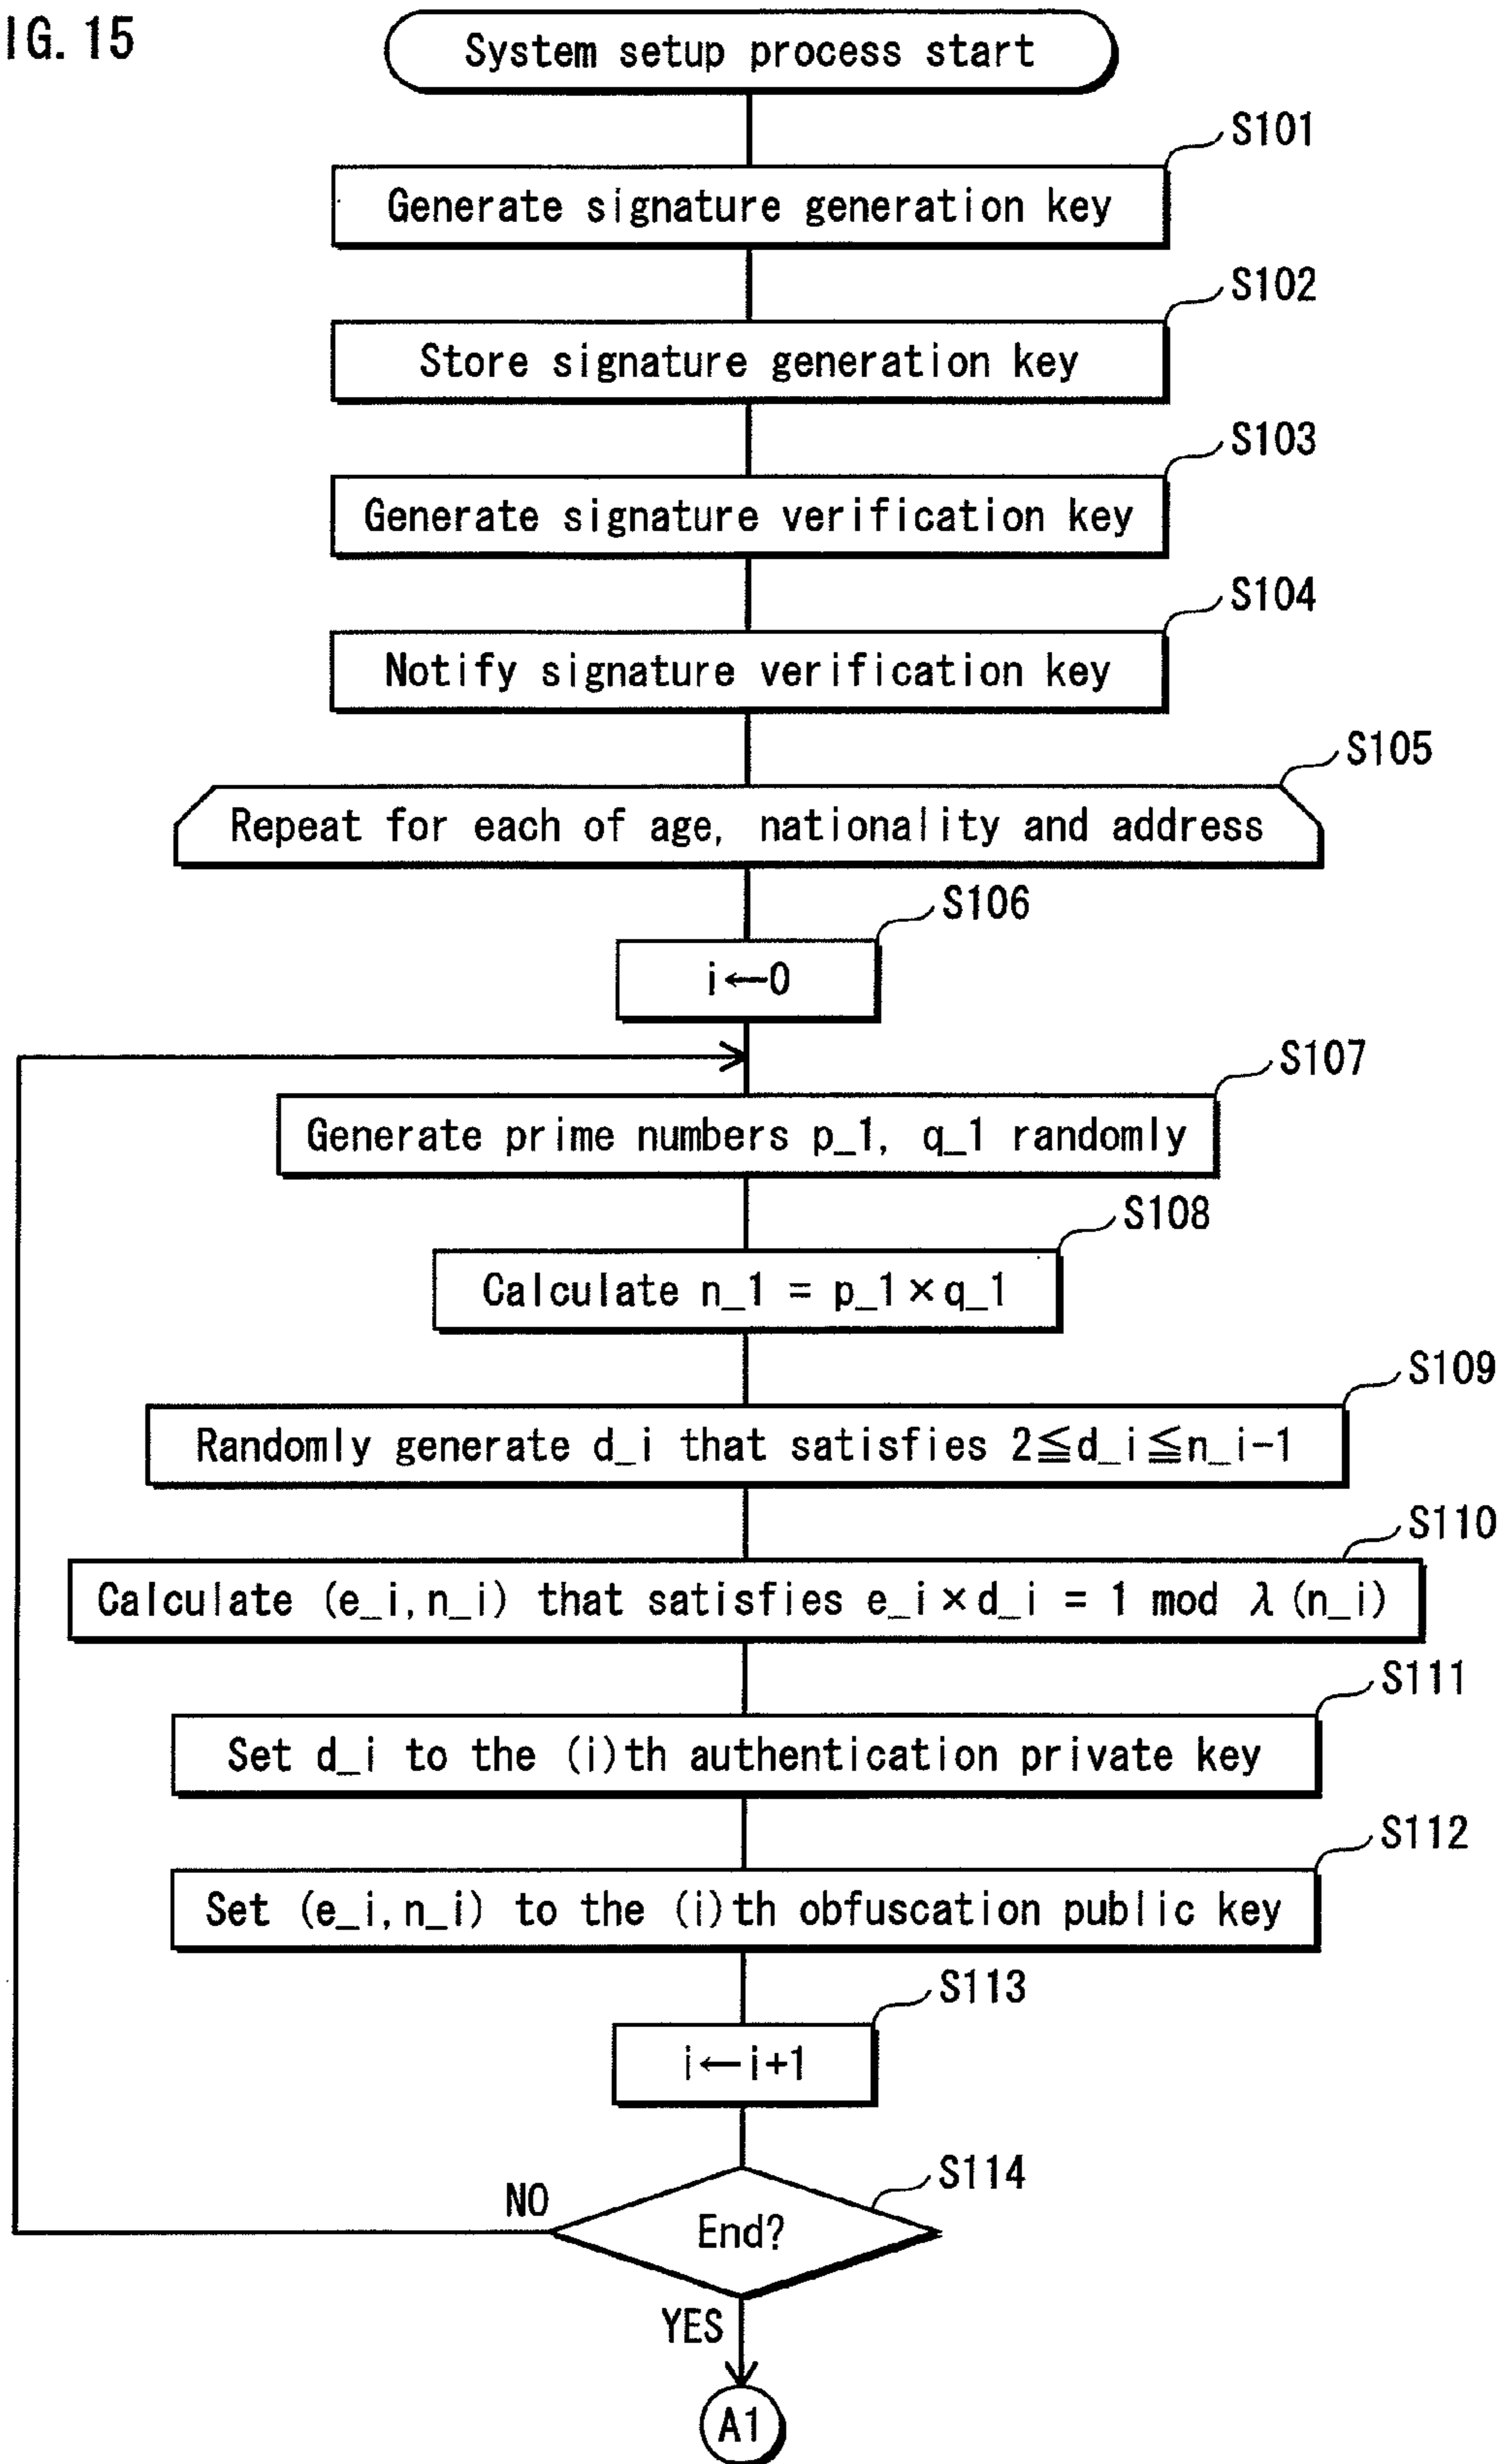 IG. 15
System setup process start
S101
Generate signature generation key
S102
Store signature generation key
S103
Generate signature verification key
S104
Notify signature verification key
S105
Repeat for each of age, nationality and address
S106
i←0
S107
Generate prime numbers p_1, q_1 randomly
S108
Calculate n_1 = p_1×q_1
S109
Randomly generate d_i that satisfies 2≦d_i≦n_i-1
S110
Calculate (e_i,n_i) that satisfies e_i×d_i = 1 mod λ(n_i)
S111
Set d_i to the (i)th authentication private key
S112
Set (e_i,n_i) to the (i)th obfuscation public key
S113
i←i+1
S114
NO
End?
YES
A1